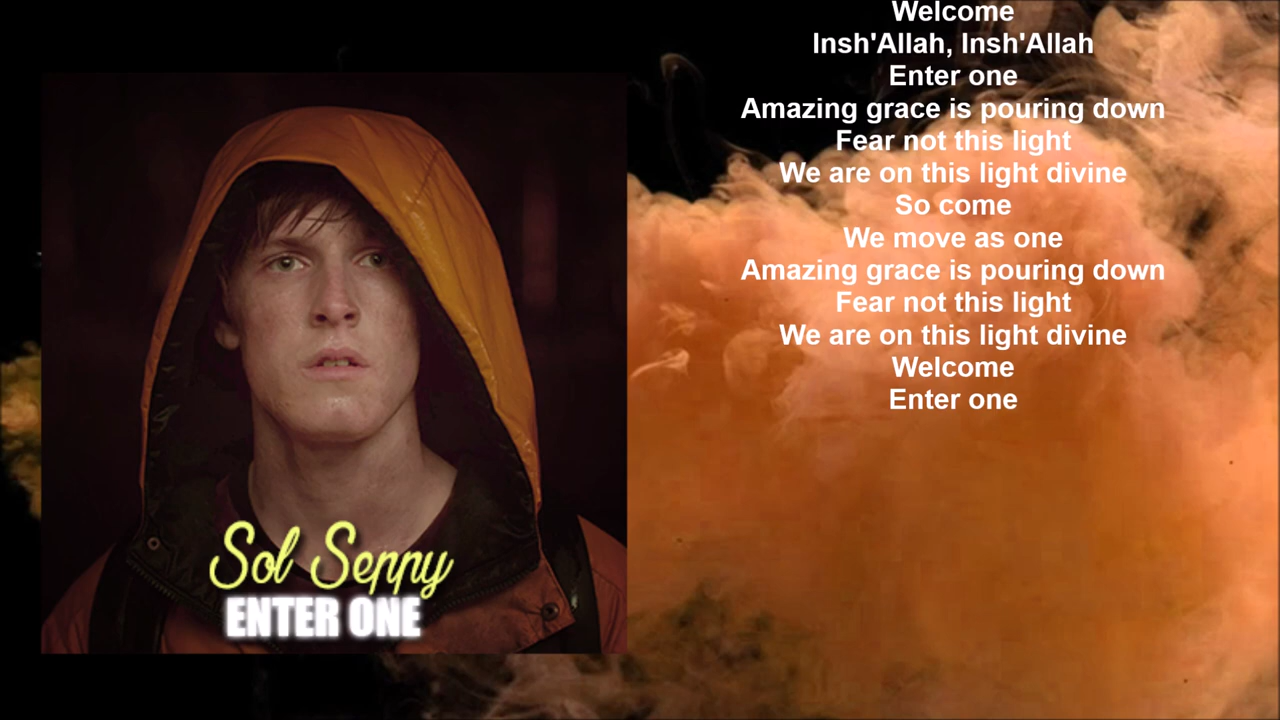 Sol Seppy
ENTER ONE
Welcome
Insh'Allah, Insh'Allah
Enter one
Amazing grace is pouring down
Fear not this light
We are on this light divine
So come
We move as one
Amazing grace is pouring down
Fear not this light
We are on this light divine
Welcome
Enter one